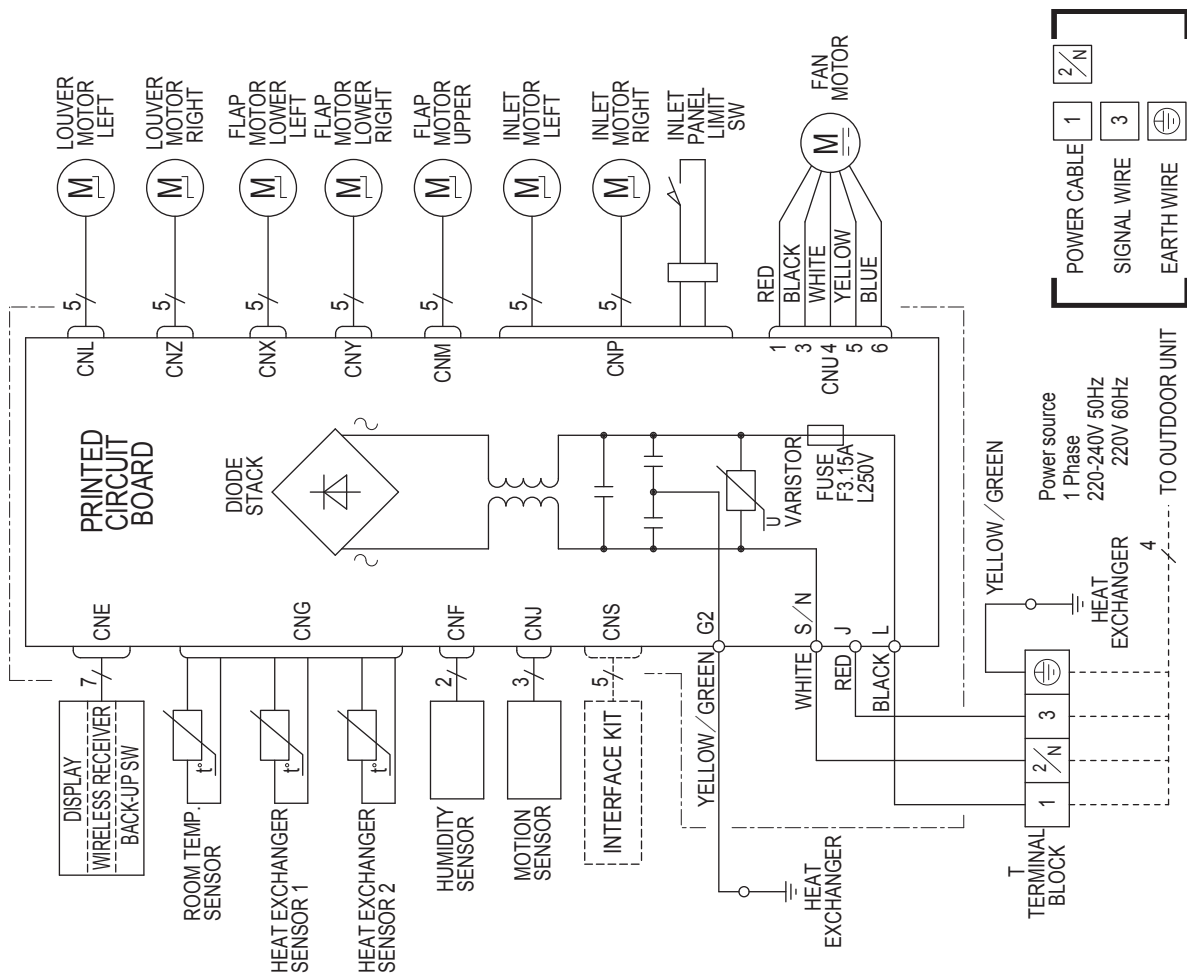 LOUVER
MOTOR
LEFT
LOUVER
MOTOR
RIGHT
FLAP
MOTOR
LOWER
LEFT
FLAP
MOTOR
LOWER
RIGHT
FLAP
MOTOR
UPPER
INLET
MOTOR
LEFT
INLET
MOTOR
RIGHT
INLET
PANEL
LIMIT
SW
FAN
MOTOR
M
M
M
M
M
M
M
M
5
5
5
5
5
5
5
RED
BLACK
WHITE
YELLOW
BLUE
CNL
CNZ
CNX
CNY
CNM
CNP
1
3
CNU 4
5
6
PRINTED
CIRCUIT
BOARD
DIODE
STACK
U
VARISTOR
FUSE
F3.15A
L250V
CNE
CNG
CNF
CNJ
CNS
G2
S/N
J
L
7
2
3
5
YELLOW/GREEN
WHITE
RED
BLACK
DISPLAY
WIRELESS RECEIVER
BACK-UP SW
t°
t°
t°
ROOM TEMP.
SENSOR
HEAT EXCHANGER
SENSOR 1
HEAT EXCHANGER
SENSOR 2
HUMIDITY
SENSOR
MOTION
SENSOR
INTERFACE KIT
HEAT
EXCHANGER
T
TERMINAL
BLOCK
1
2/N
3
YELLOW/GREEN
HEAT
EXCHANGER
4
TO OUTDOOR UNIT
Power source
1 Phase
220-240V 50Hz
220V 60Hz
POWER CABLE 1 2/N
SIGNAL WIRE 3
EARTH WIRE